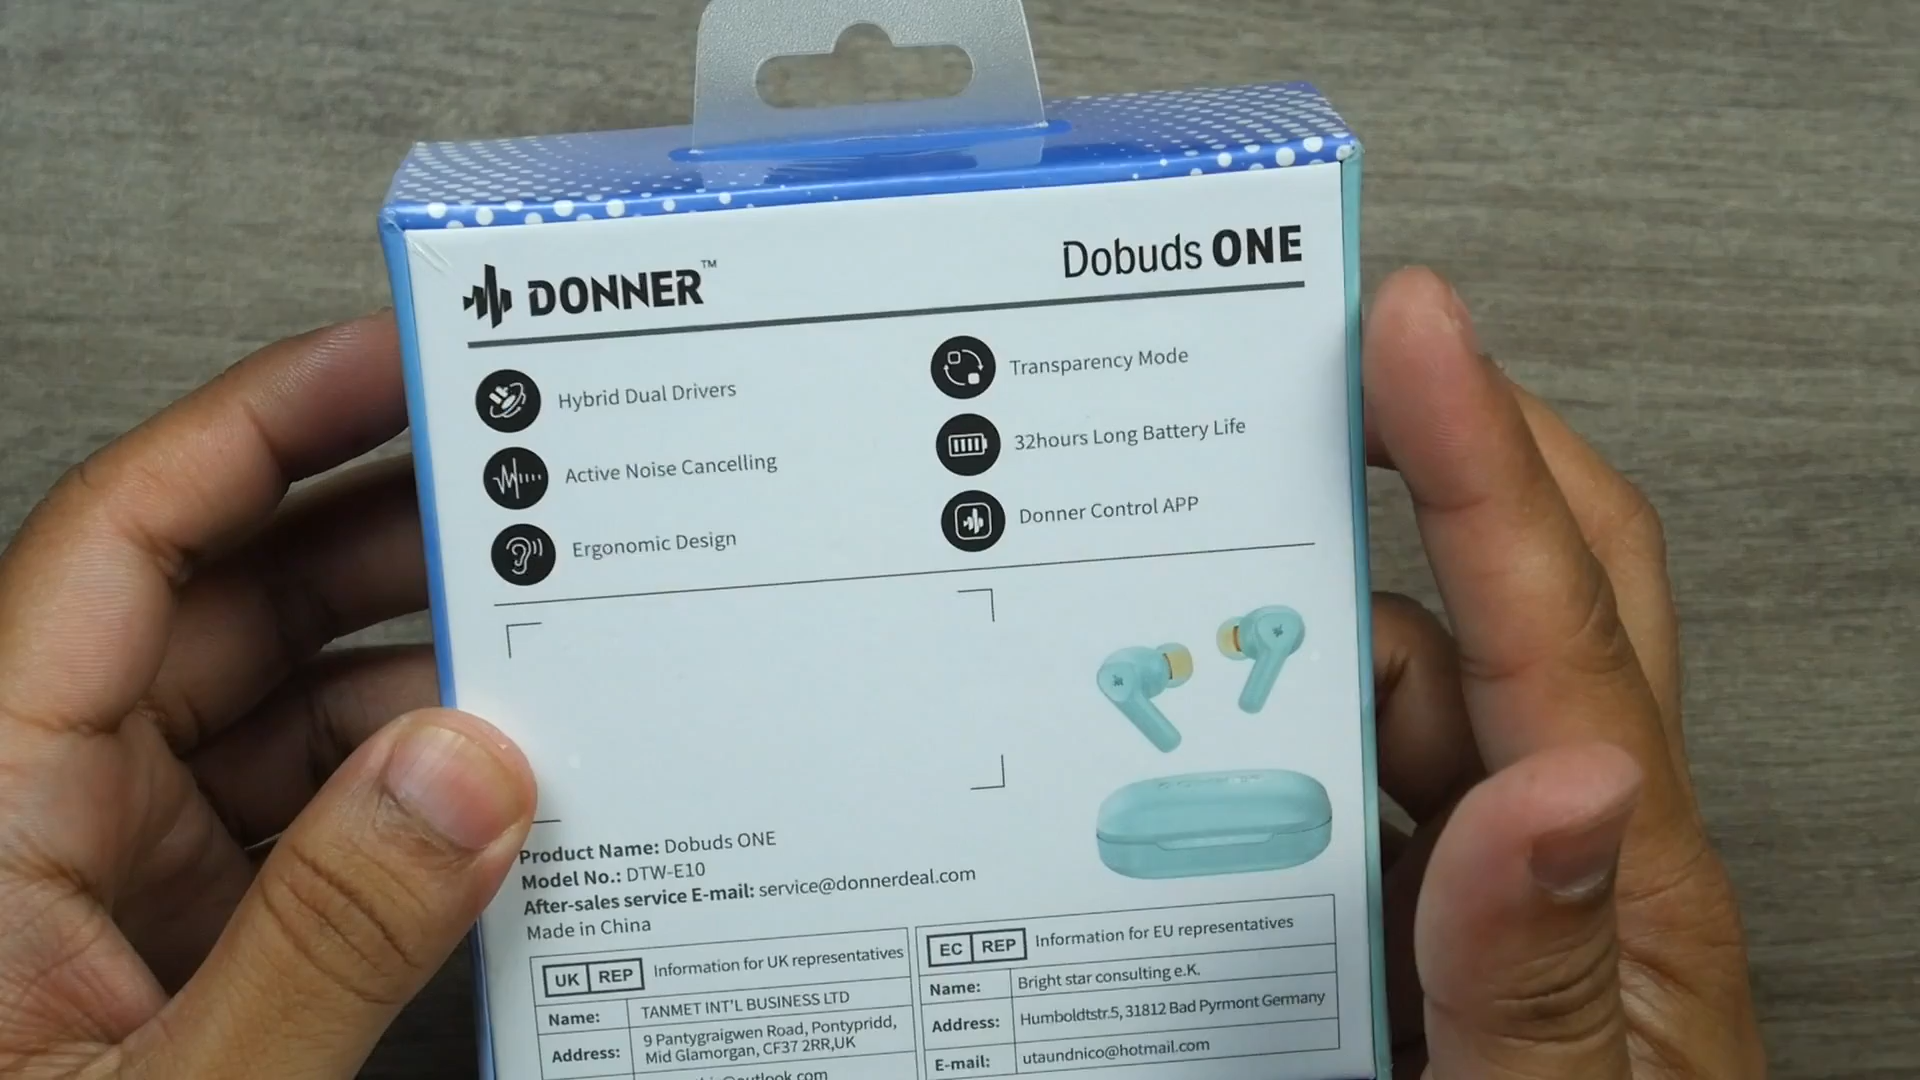 DONNER™
Dobuds ONE
Hybrid Dual Drivers
Active Noise Cancelling
Ergonomic Design
Transparency Mode
32hours Long Battery Life
Donner Control APP
Product Name: Dobuds ONE
Model No.: DTW-E10
After-sales service E-mail: service@donnerdeal.com
Made in China
UK REP Information for UK representatives
Name: TANMET INT'L BUSINESS LTD
Address: 9 Pantygraigwen Road, Pontypridd,
Mid Glamorgan, CF37 2RR,UK
@outlook.com
EC REP Information for EU representatives
Name: Bright star consulting e.K.
Address: Humboldtstr.5, 31812 Bad Pyrmont Germany
E-mail: utaundnico@hotmail.com